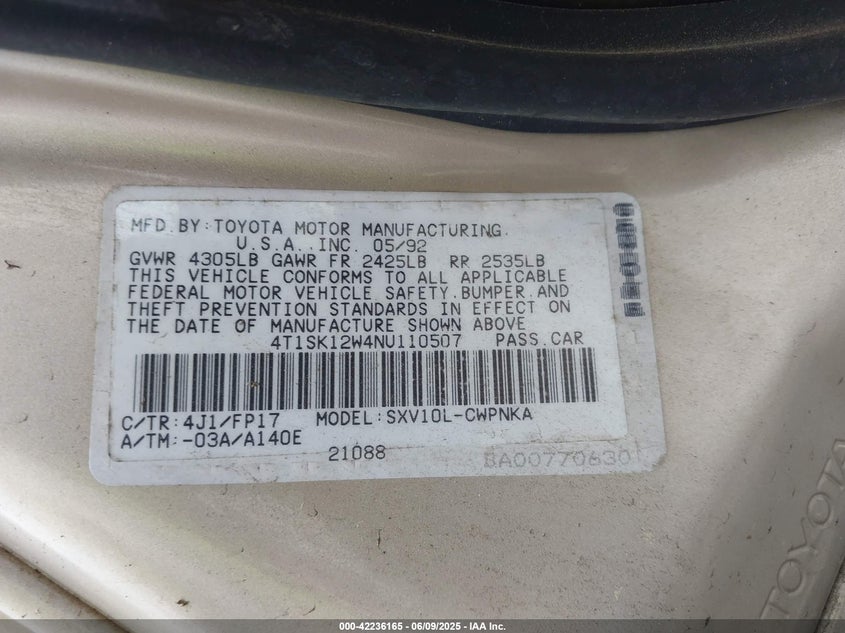 MFD.BY:TOYOTA MOTOR MANUFACTURING.
U.S.A.,INC. 05/92
GVWR 4305LB GAWR FR 2425LB RR 2535LB
THIS VEHICLE CONFORMS TO ALL APPLICABLE
FEDERAL MOTOR VEHICLE SAFETY,BUMPER,AND
THEFT PREVENTION STANDARDS IN EFFECT ON
THE DATE OF MANUFACTURE SHOWN ABOVE
4T1SK12W4NU110507 PASS.CAR
C/TR:4J1/FP17 MODEL:SXV10L-CWPNKA
A/TM:-03A/A140E
21088 BA00770630
TOYOTA
000-42236165 | 06/09/2025 | IAA Inc.